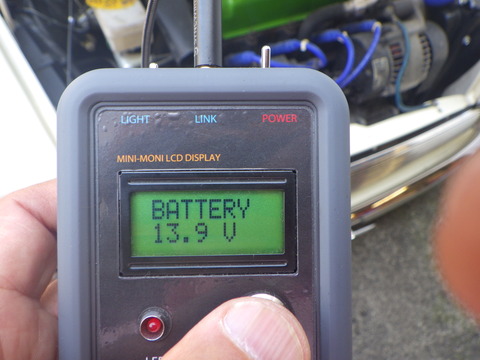 LIGHT LINK POWER
MINI-MONI LCD DISPLAY
BATTERY
13.9 V